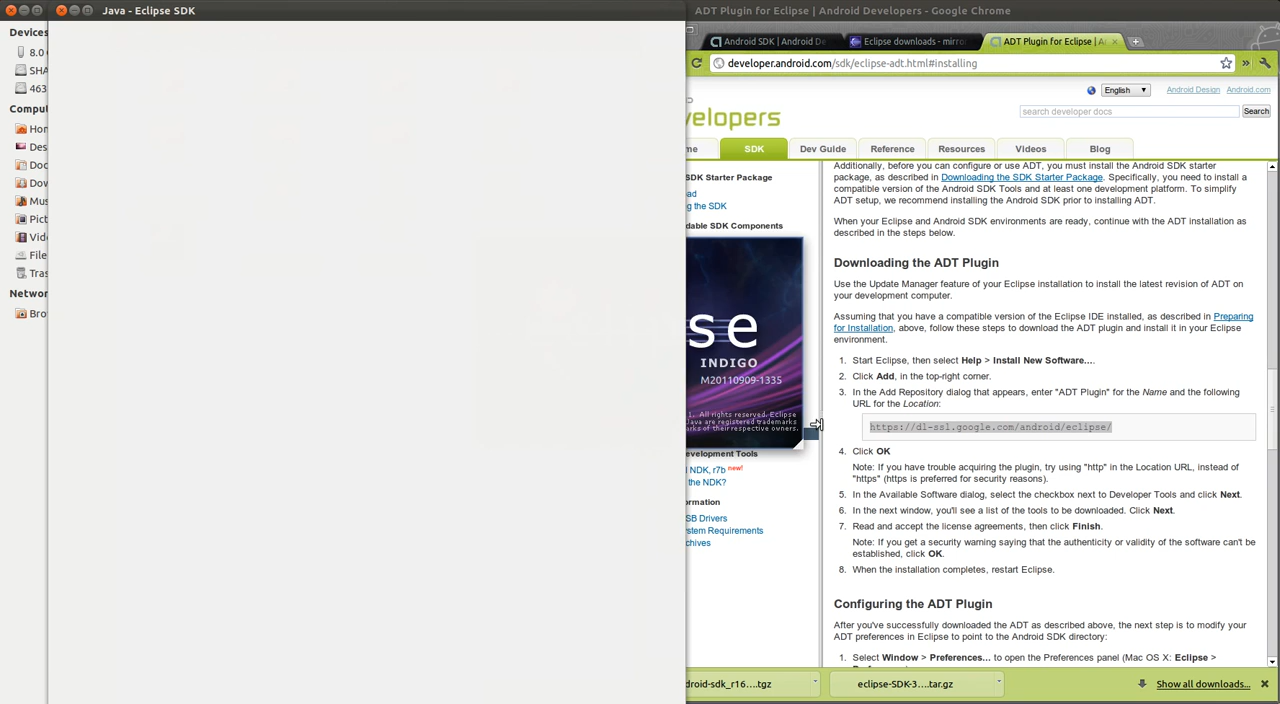 Java - Eclipse SDK
ADT Plugin for Eclipse | Android Developers - Google Chrome
Devices
8.0
SHA
463
Comput
Hon
Des
Doc
Dow
Mus
Pict
Vide
File
Tras
Networ
Bro
Android SDK | Android De
Eclipse downloads - mirro
ADT Plugin for Eclipse | A
developer.android.com/sdk/eclipse-adt.html#installing
English
Android Design
Android.com
velopers
search developer docs
Search
me
SDK
Dev Guide
Reference
Resources
Videos
Blog
SDK Starter Package
ad
g the SDK
dable SDK Components
se
INDIGO
M20110909-1335
1. All rights reserved. Eclipse
Java are registered trademarks
arks of their respective owners.
evelopment Tools
l NDK, r7b new!
the NDK?
rmation
SB Drivers
stem Requirements
chives
Additionally, before you can configure or use ADT, you must install the Android SDK starter
package, as described in Downloading the SDK Starter Package. Specifically, you need to install a
compatible version of the Android SDK Tools and at least one development platform. To simplify
ADT setup, we recommend installing the Android SDK prior to installing ADT.
When your Eclipse and Android SDK environments are ready, continue with the ADT installation as
described in the steps below.
Downloading the ADT Plugin
Use the Update Manager feature of your Eclipse installation to install the latest revision of ADT on
your development computer.
Assuming that you have a compatible version of the Eclipse IDE installed, as described in Preparing
for Installation, above, follow these steps to download the ADT plugin and install it in your Eclipse
environment.
1. Start Eclipse, then select Help > Install New Software....
2. Click Add, in the top-right corner.
3. In the Add Repository dialog that appears, enter "ADT Plugin" for the Name and the following
URL for the Location:
https://dl-ssl.google.com/android/eclipse/
4. Click OK
Note: If you have trouble acquiring the plugin, try using "http" in the Location URL, instead of
"https" (https is preferred for security reasons).
5. In the Available Software dialog, select the checkbox next to Developer Tools and click Next.
6. In the next window, you'll see a list of the tools to be downloaded. Click Next.
7. Read and accept the license agreements, then click Finish.
Note: If you get a security warning saying that the authenticity or validity of the software can't be
established, click OK.
8. When the installation completes, restart Eclipse.
Configuring the ADT Plugin
After you've successfully downloaded the ADT as described above, the next step is to modify your
ADT preferences in Eclipse to point to the Android SDK directory:
1. Select Window > Preferences... to open the Preferences panel (Mac OS X: Eclipse >
droid-sdk_r16....tgz
eclipse-SDK-3....tar.gz
Show all downloads...